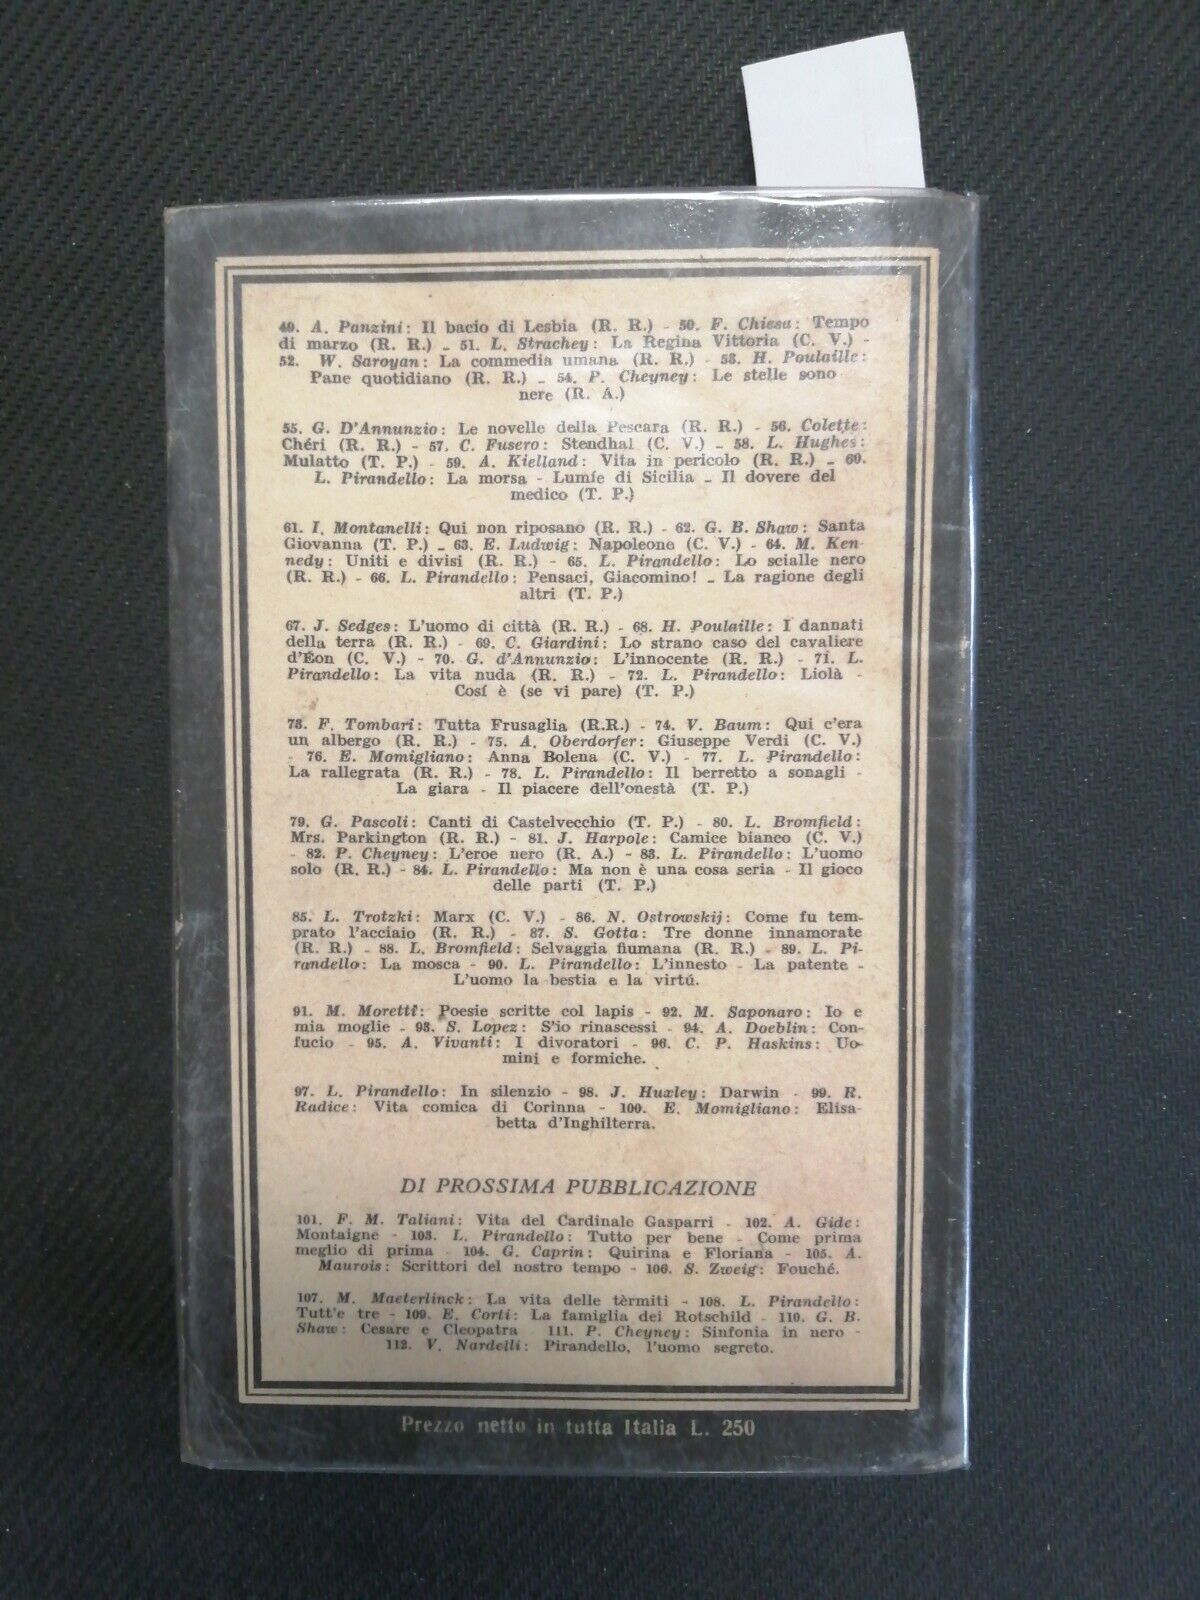 49. A. Panzini: Il bacio di Lesbia (R. R.) - 50. F. Chiesa: Tempo
di marzo (R. R.) - 51. L. Strachey: La Regina Vittoria (C. V.) -
52. W. Saroyan: La commedia umana (R. R.) - 53. H. Poulaille:
Pane quotidiano (R. R.) - 54. P. Cheyney: Le stelle sono
nere (R. A.)
55. G. D'Annunzio: Le novelle della Pescara (R. R.) - 56. Colette:
Chéri (R. R.) - 57. C. Fusero: Stendhal (C. V.) - 58. L. Hughes:
Mulatto (T. P.) - 59. A. Kielland: Vita in pericolo (R. R.) - 60.
L. Pirandello: La morsa - Lumíe di Sicilia - Il dovere del
medico (T. P.)
61. I. Montanelli: Qui non riposano (R. R.) - 62. G. B. Shaw: Santa
Giovanna (T. P.) - 63. E. Ludwig: Napoleone (C. V.) - 64. M. Ken-
nedy: Uniti e divisi (R. R.) - 65. L. Pirandello: Lo scialle nero
(R. R.) - 66. L. Pirandello: Pensaci, Giacomino! - La ragione degli
altri (T. P.)
67. J. Sedges: L'uomo di città (R. R.) - 68. H. Poulaille: I dannati
della terra (R. R.) - 69. C. Giardini: Lo strano caso del cavaliere
d'Éon (C. V.) - 70. G. d'Annunzio: L'innocente (R. R.) - 71. L.
Pirandello: La vita nuda (R. R.) - 72. L. Pirandello: Liolà -
Cosí è (se vi pare) (T. P.)
73. F. Tombari: Tutta Frusaglia (R.R.) - 74. V. Baum: Qui c'era
un albergo (R. R.) - 75. A. Oberdorfer: Giuseppe Verdi (C. V.)
- 76. E. Momigliano: Anna Bolena (C. V.) - 77. L. Pirandello:
La rallegrata (R. R.) - 78. L. Pirandello: Il berretto a sonagli -
La giara - Il piacere dell'onestà (T. P.)
79. G. Pascoli: Canti di Castelvecchio (T. P.) - 80. L. Bromfield:
Mrs. Parkington (R. R.) - 81. J. Harpole: Camice bianco (C. V.)
- 82. P. Cheyney: L'eroe nero (R. A.) - 83. L. Pirandello: L'uomo
solo (R. R.) - 84. L. Pirandello: Ma non è una cosa seria - Il gioco
delle parti (T. P.)
85. L. Trotzki: Marx (C. V.) - 86. N. Ostrowskij: Come fu tem-
prato l'acciaio (R. R.) - 87. S. Gotta: Tre donne innamorate
(R. R.) - 88. L. Bromfield: Selvaggia fiumana (R. R.) - 89. L. Pi-
randello: La mosca - 90. L. Pirandello: L'innesto - La patente -
L'uomo la bestia e la virtú.
91. M. Moretti: Poesie scritte col lapis - 92. M. Saponaro: Io e
mia moglie - 93. S. Lopez: S'io rinascessi - 94. A. Doeblin: Con-
fucio - 95. A. Vivanti: I divoratori - 96. C. P. Haskins: Uo-
mini e formiche.
97. L. Pirandello: In silenzio - 98. J. Huxley: Darwin - 99. R.
Radice: Vita comica di Corinna - 100. E. Momigliano: Elisa-
betta d'Inghilterra.
DI PROSSIMA PUBBLICAZIONE
101. F. M. Taliani: Vita del Cardinale Gasparri - 102. A. Gide:
Montaigne - 103. L. Pirandello: Tutto per bene - Come prima
meglio di prima - 104. G. Caprin: Quirina e Floriana - 105. A.
Maurois: Scrittori del nostro tempo - 106. S. Zweig: Fouché.
107. M. Maeterlinck: La vita delle tèrmiti - 108. L. Pirandello:
Tutt'e tre - 109. E. Corti: La famiglia dei Rotschild - 110. G. B.
Shaw: Cesare e Cleopatra - 111. P. Cheyney: Sinfonia in nero -
112. V. Nardelli: Pirandello, l'uomo segreto.
Prezzo netto in tutta Italia L. 250